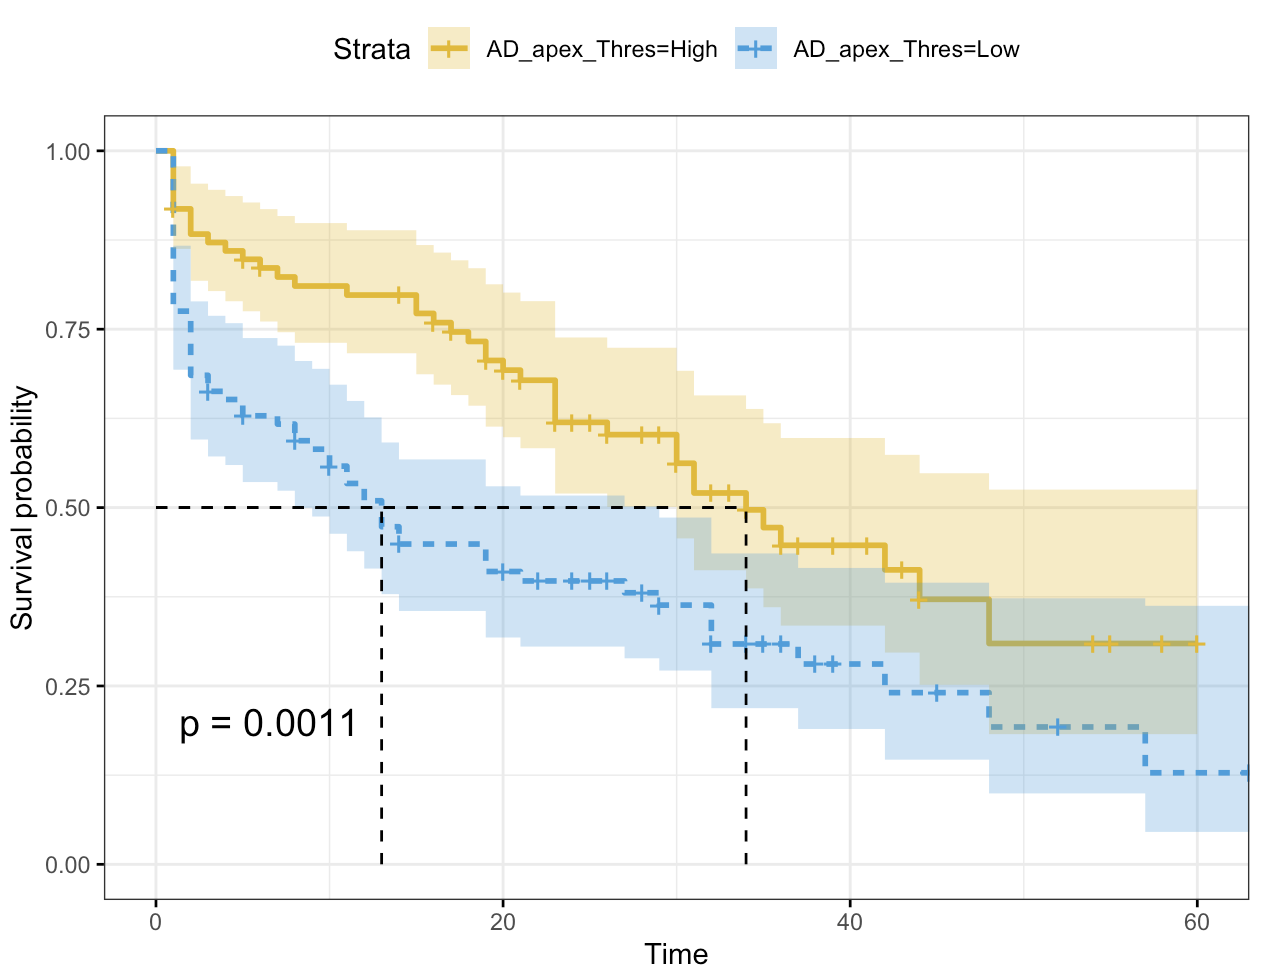 Strata AD_apex_Thres=High AD_apex_Thres=Low
1.00
0.75
0.50
0.25
0.00
Survival probability
p = 0.0011
0 20 40 60
Time